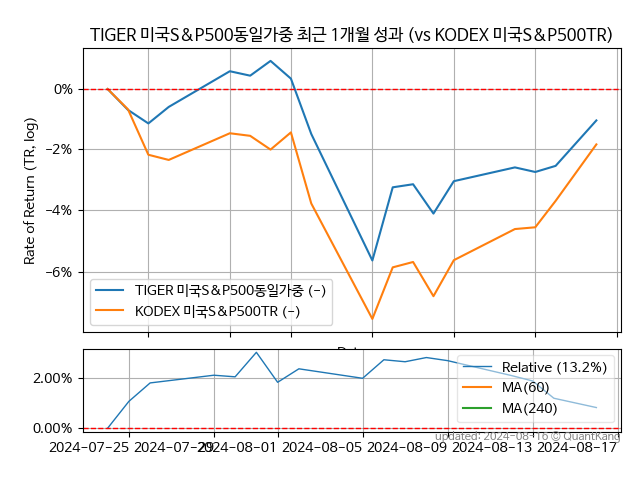 TIGER 미국S&P500동일가중 최근 1개월 성과 (vs KODEX 미국S&P500TR)
Rate of Return (TR, log)
0%
−2%
−4%
−6%
TIGER 미국S&P500동일가중 (-)
KODEX 미국S&P500TR (-)
2.00%
0.00%
Relative (13.2%)
MA(60)
MA(240)
updated: 2024-08-16 © QuantKang
2024-07-25
2024-07-29
2024-08-01
2024-08-05
2024-08-09
2024-08-13
2024-08-17